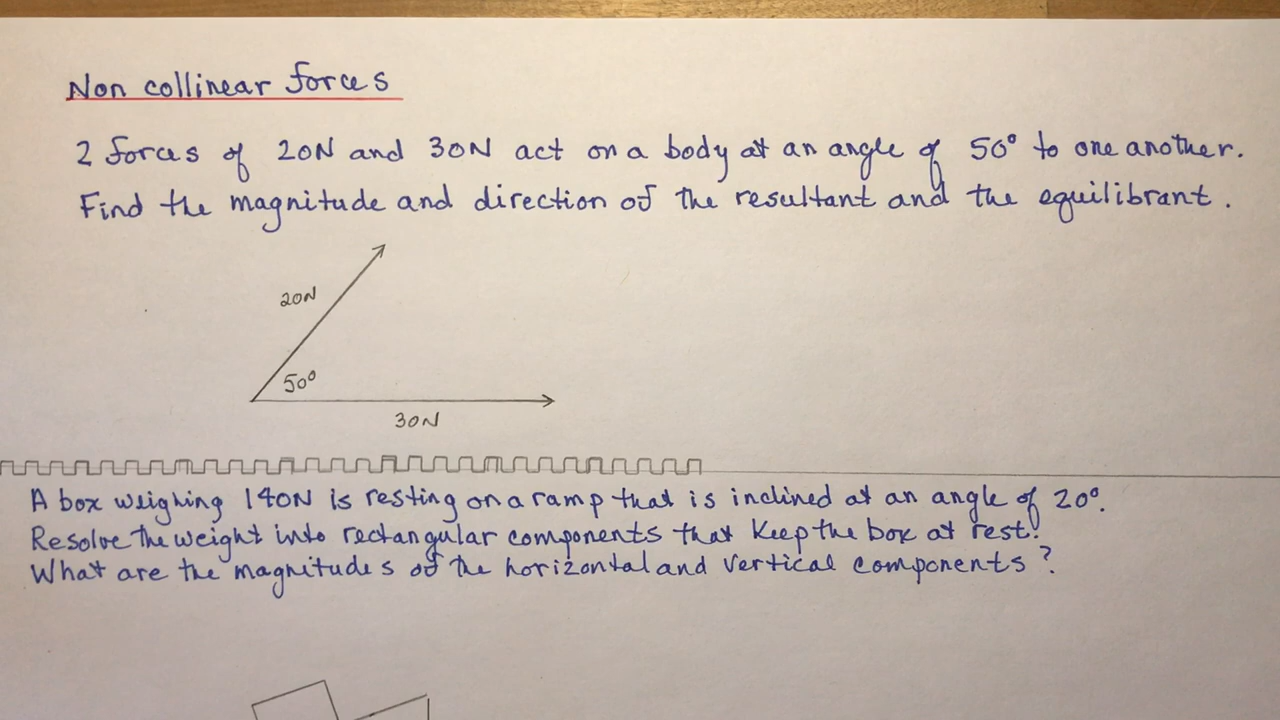 Non collinear forces
2 forces of 20N and 30N act on a body at an angle of 50° to one another.
Find the magnitude and direction of the resultant and the equilibrant.
20N
50°
30N
A box weighing 140N is resting on a ramp that is inclined at an angle of 20°.
Resolve the weight into rectangular components that keep the box at rest.
What are the magnitudes of the horizontal and vertical components?